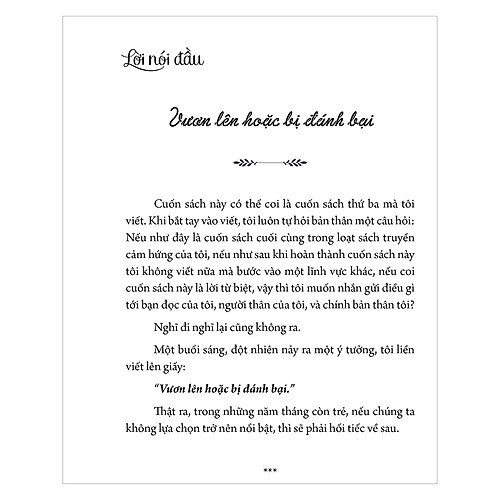 Lời nói đầu
Vươn lên hoặc bị đánh bại
Cuốn sách này có thể coi là cuốn sách thứ ba mà tôi
viết. Khi bắt tay vào viết, tôi luôn tự hỏi bản thân một câu hỏi:
Nếu như đây là cuốn sách cuối cùng trong loạt sách truyền
cảm hứng của tôi, nếu như sau khi hoàn thành cuốn sách này
tôi không viết nữa mà bước vào một lĩnh vực khác, nếu coi
cuốn sách này là lời từ biệt, vậy thì tôi muốn nhắn gửi điều gì
tới bạn đọc của tôi, người thân của tôi, và chính bản thân tôi?
Nghĩ đi nghĩ lại cũng không ra.
Một buổi sáng, đột nhiên nảy ra một ý tưởng, tôi liền
viết lên giấy:
“Vươn lên hoặc bị đánh bại.”
Thật ra, trong những năm tháng còn trẻ, nếu chúng ta
không lựa chọn trở nên nổi bật, thì sẽ phải hối tiếc về sau.
***